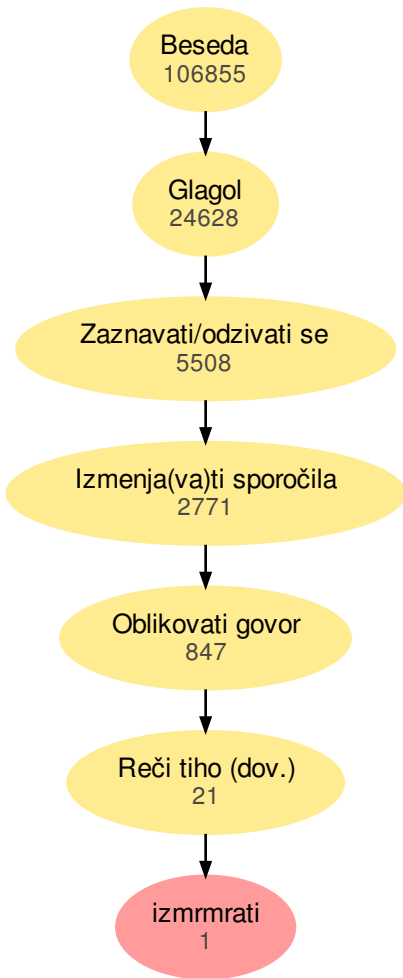 Beseda
106855
Glagol
24628
Zaznavati/odzivati se
5508
Izmenja(va)ti sporočila
2771
Oblikovati govor
847
Reči tiho (dov.)
21
izmrmrati
1